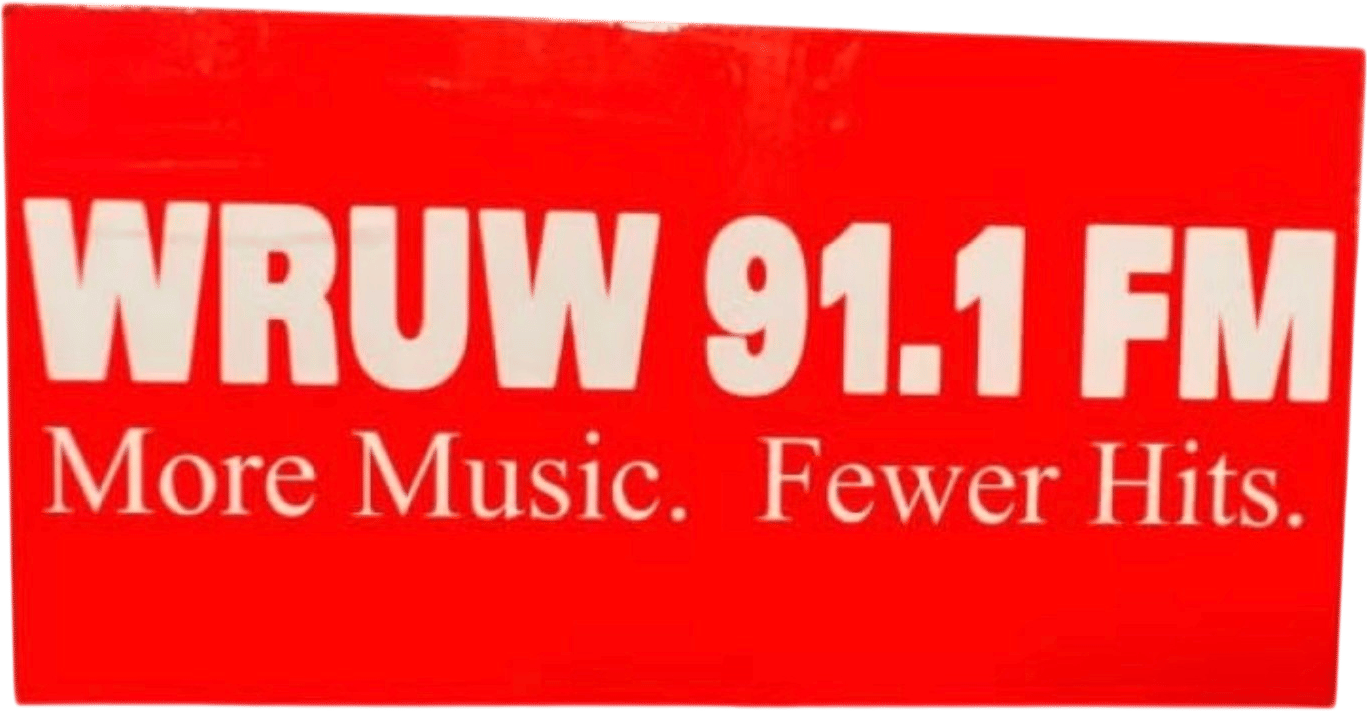 WRUW 91.1 FM
More Music. Fewer Hits.